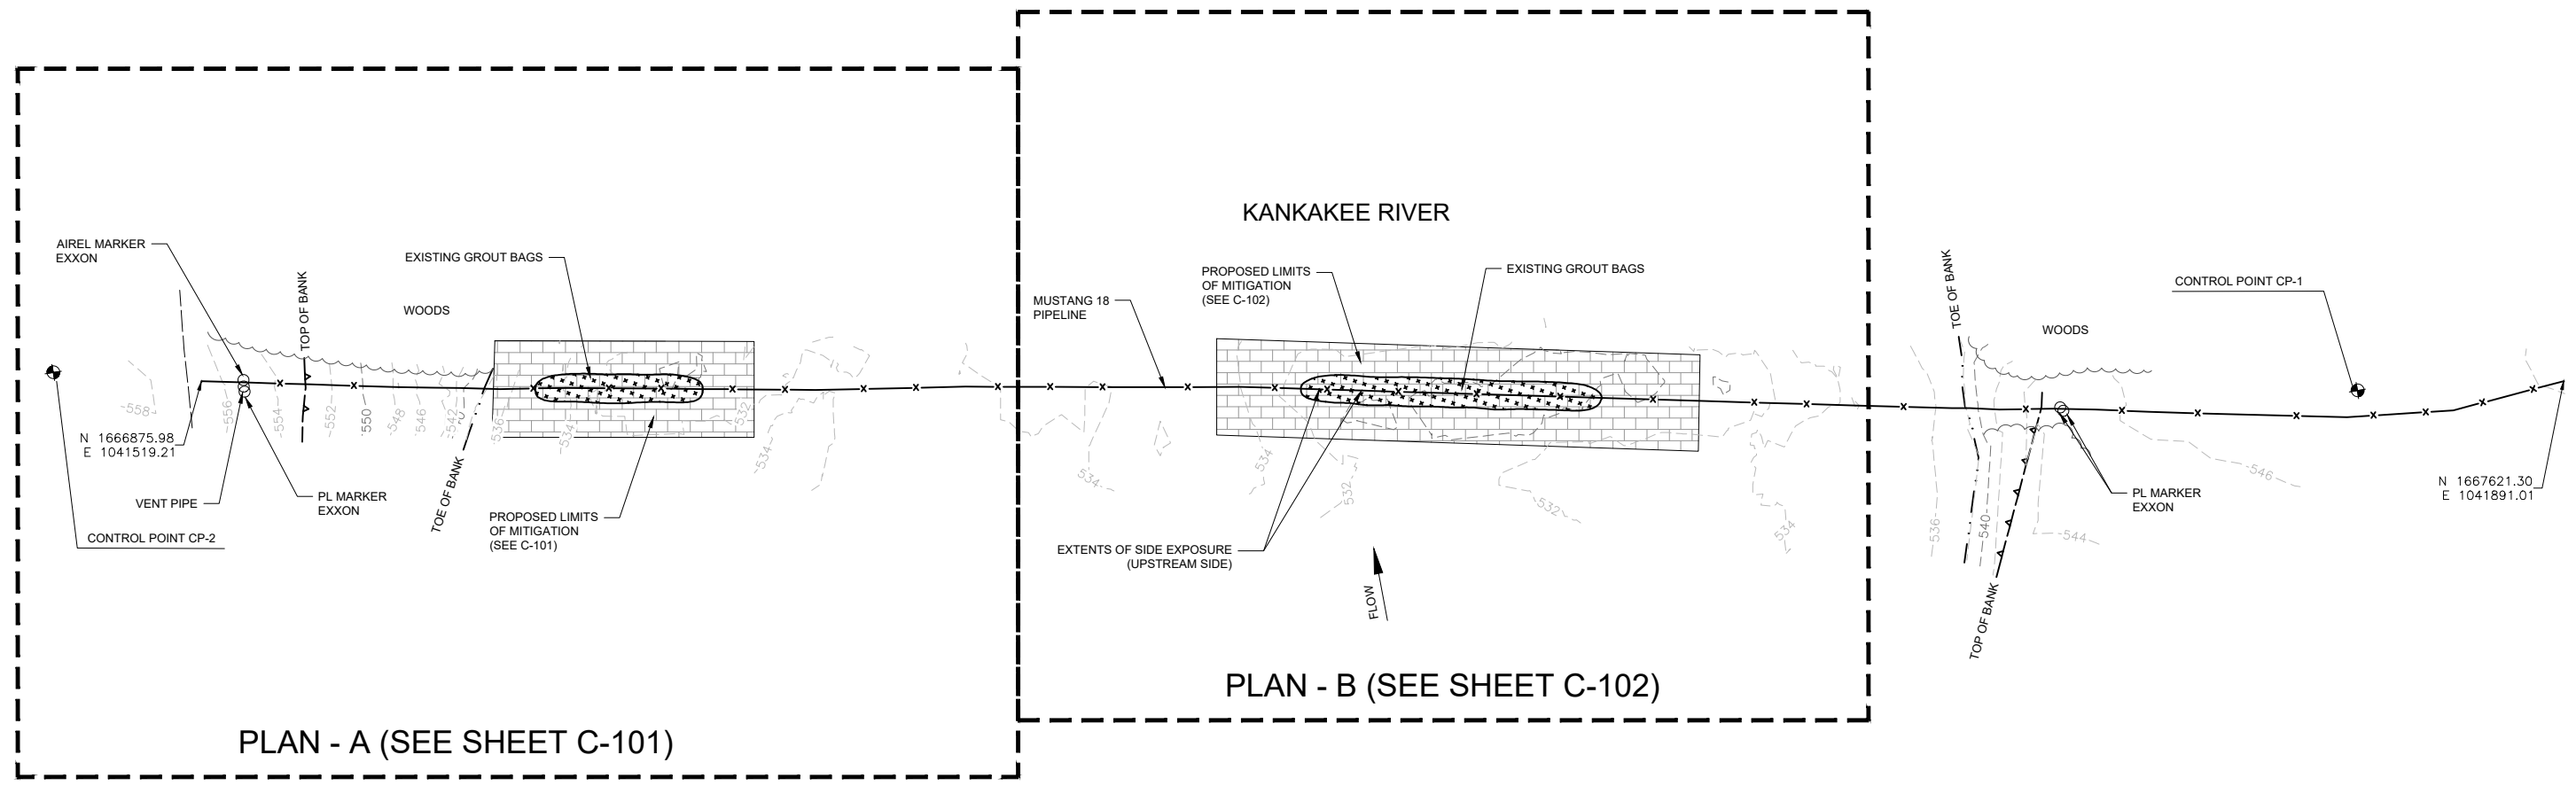 KANKAKEE RIVER
AIREL MARKER
EXXON
EXISTING GROUT BAGS
TOP OF BANK
WOODS
-558-
-556-
-554-
-552-
-550-
-548-
-546-
-542-
536
-534-
-532-
-534-
N 1666875.98
E 1041519.21
VENT PIPE
PL MARKER
EXXON
CONTROL POINT CP-2
TOE OF BANK
PROPOSED LIMITS
OF MITIGATION
(SEE C-101)
PLAN - A (SEE SHEET C-101)
MUSTANG 18
PIPELINE
PROPOSED LIMITS
OF MITIGATION
(SEE C-102)
EXISTING GROUT BAGS
534-
534
532-
-532-
534
EXTENTS OF SIDE EXPOSURE
(UPSTREAM SIDE)
FLOW
PLAN - B (SEE SHEET C-102)
TOE OF BANK
WOODS
CONTROL POINT CP-1
-536-
-540-
-544-
-546-
TOP OF BANK
PL MARKER
EXXON
N 1667621.30
E 1041891.01